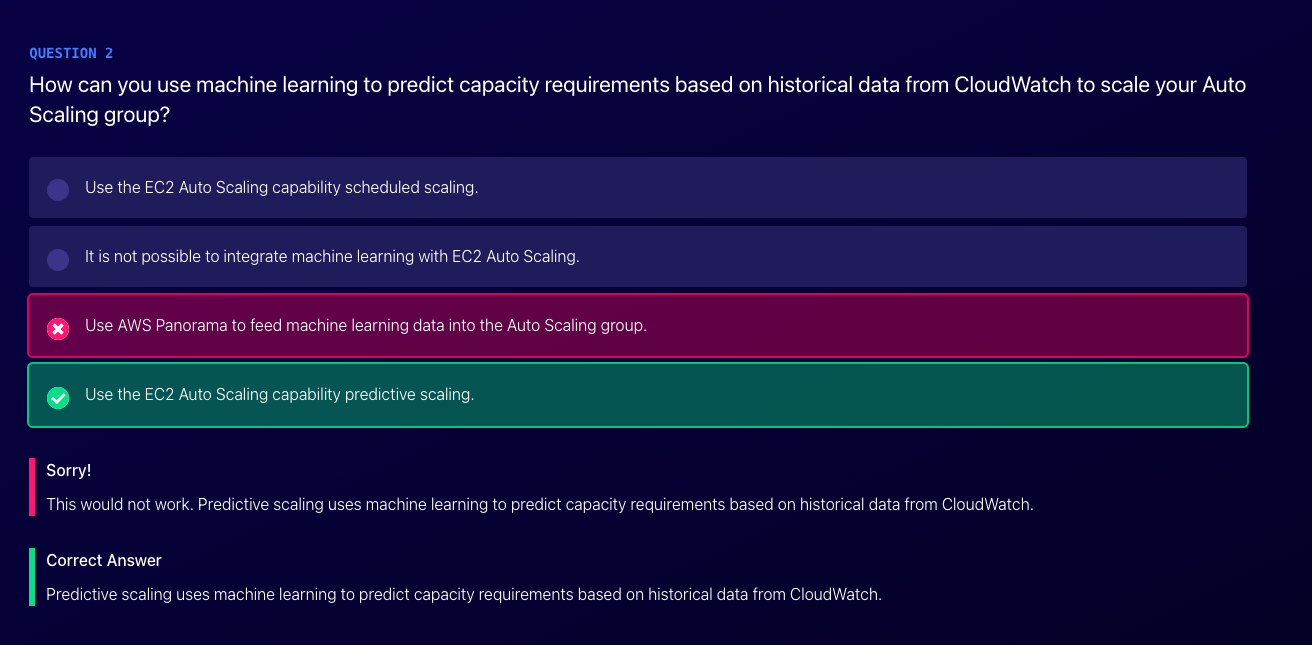 QUESTION 2
How can you use machine learning to predict capacity requirements based on historical data from CloudWatch to scale your Auto
Scaling group?
Use the EC2 Auto Scaling capability scheduled scaling.
It is not possible to integrate machine learning with EC2 Auto Scaling.
Use AWS Panorama to feed machine learning data into the Auto Scaling group.
Use the EC2 Auto Scaling capability predictive scaling.
Sorry!
This would not work. Predictive scaling uses machine learning to predict capacity requirements based on historical data from CloudWatch.
Correct Answer
Predictive scaling uses machine learning to predict capacity requirements based on historical data from CloudWatch.